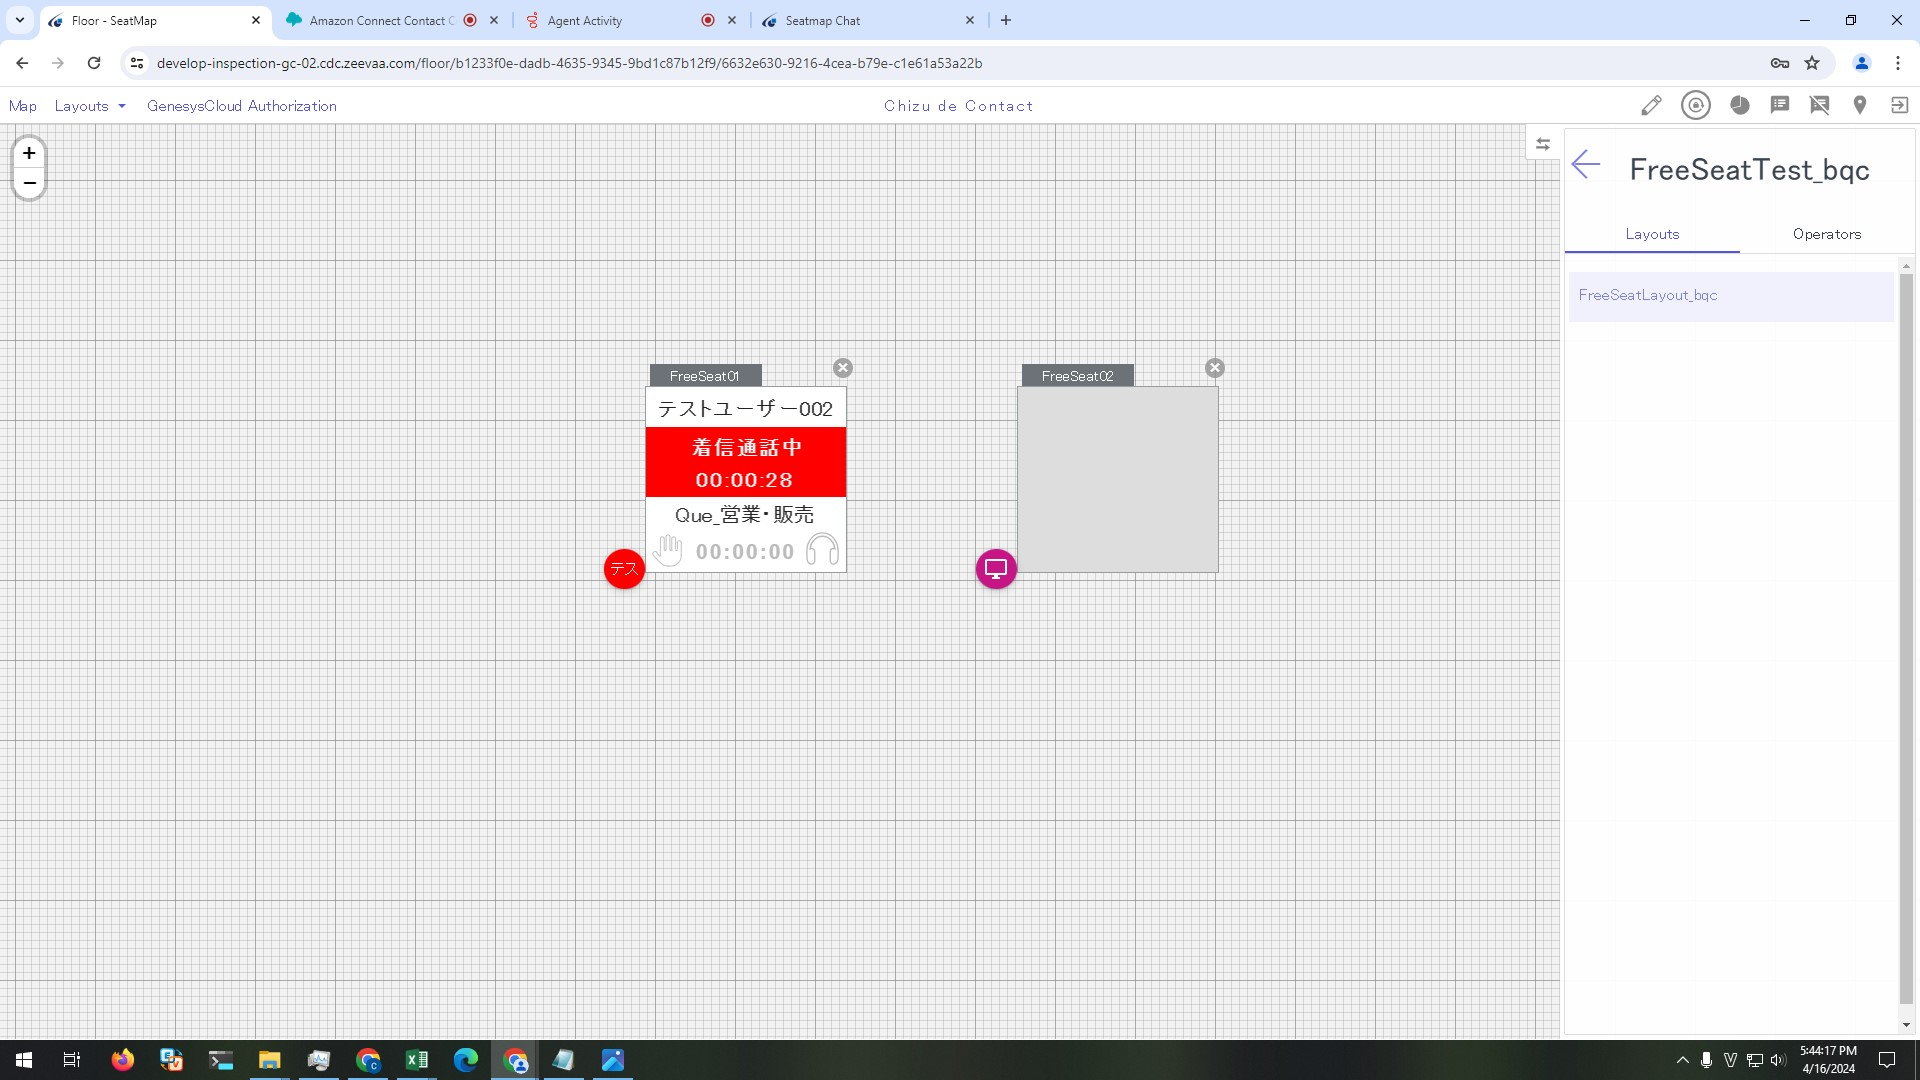 Floor - SeatMap
Amazon Connect Contact C
Agent Activity
Seatmap Chat
develop-inspection-gc-02.cdc.zeevaa.com/floor/b1233f0e-dadb-4635-9345-9bd1c87b12f9/6632e630-9216-4cea-b79e-c1e61a53a22b
Map
Layouts
GenesysCloud Authorization
Chizu de Contact
+
−
FreeSeatTest_bqc
Layouts
Operators
FreeSeatLayout_bqc
FreeSeat01
テストユーザー002
着信通話中
00:00:28
Que_営業・販売
00:00:00
テス
FreeSeat02
5:44:17 PM
4/16/2024